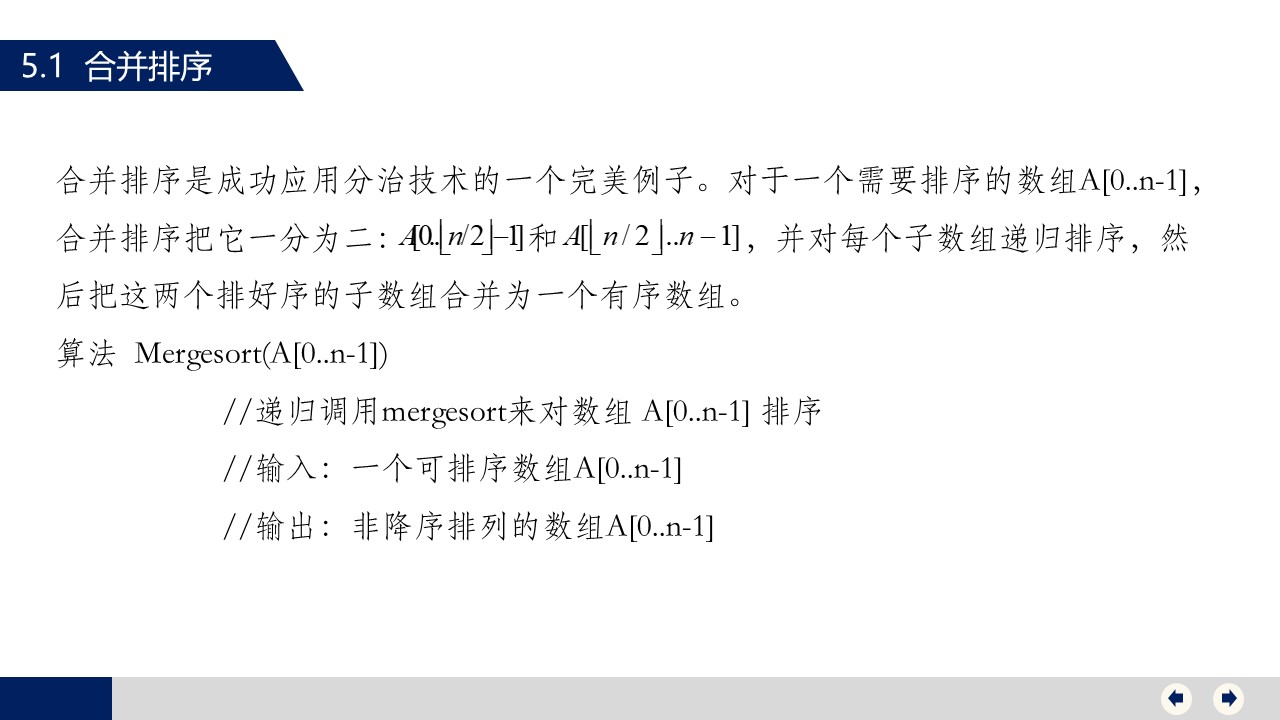 5.1 合并排序
合并排序是成功应用分治技术的一个完美例子。对于一个需要排序的数组A[0..n-1],
合并排序把它一分为二：A[0..⌊n/2⌋–1]和A[⌊n/2⌋..n–1]，并对每个子数组递归排序，然
后把这两个排好序的子数组合并为一个有序数组。
算法 Mergesort(A[0..n-1])
//递归调用mergesort来对数组 A[0..n-1] 排序
//输入：一个可排序数组A[0..n-1]
//输出：非降序排列的数组A[0..n-1]